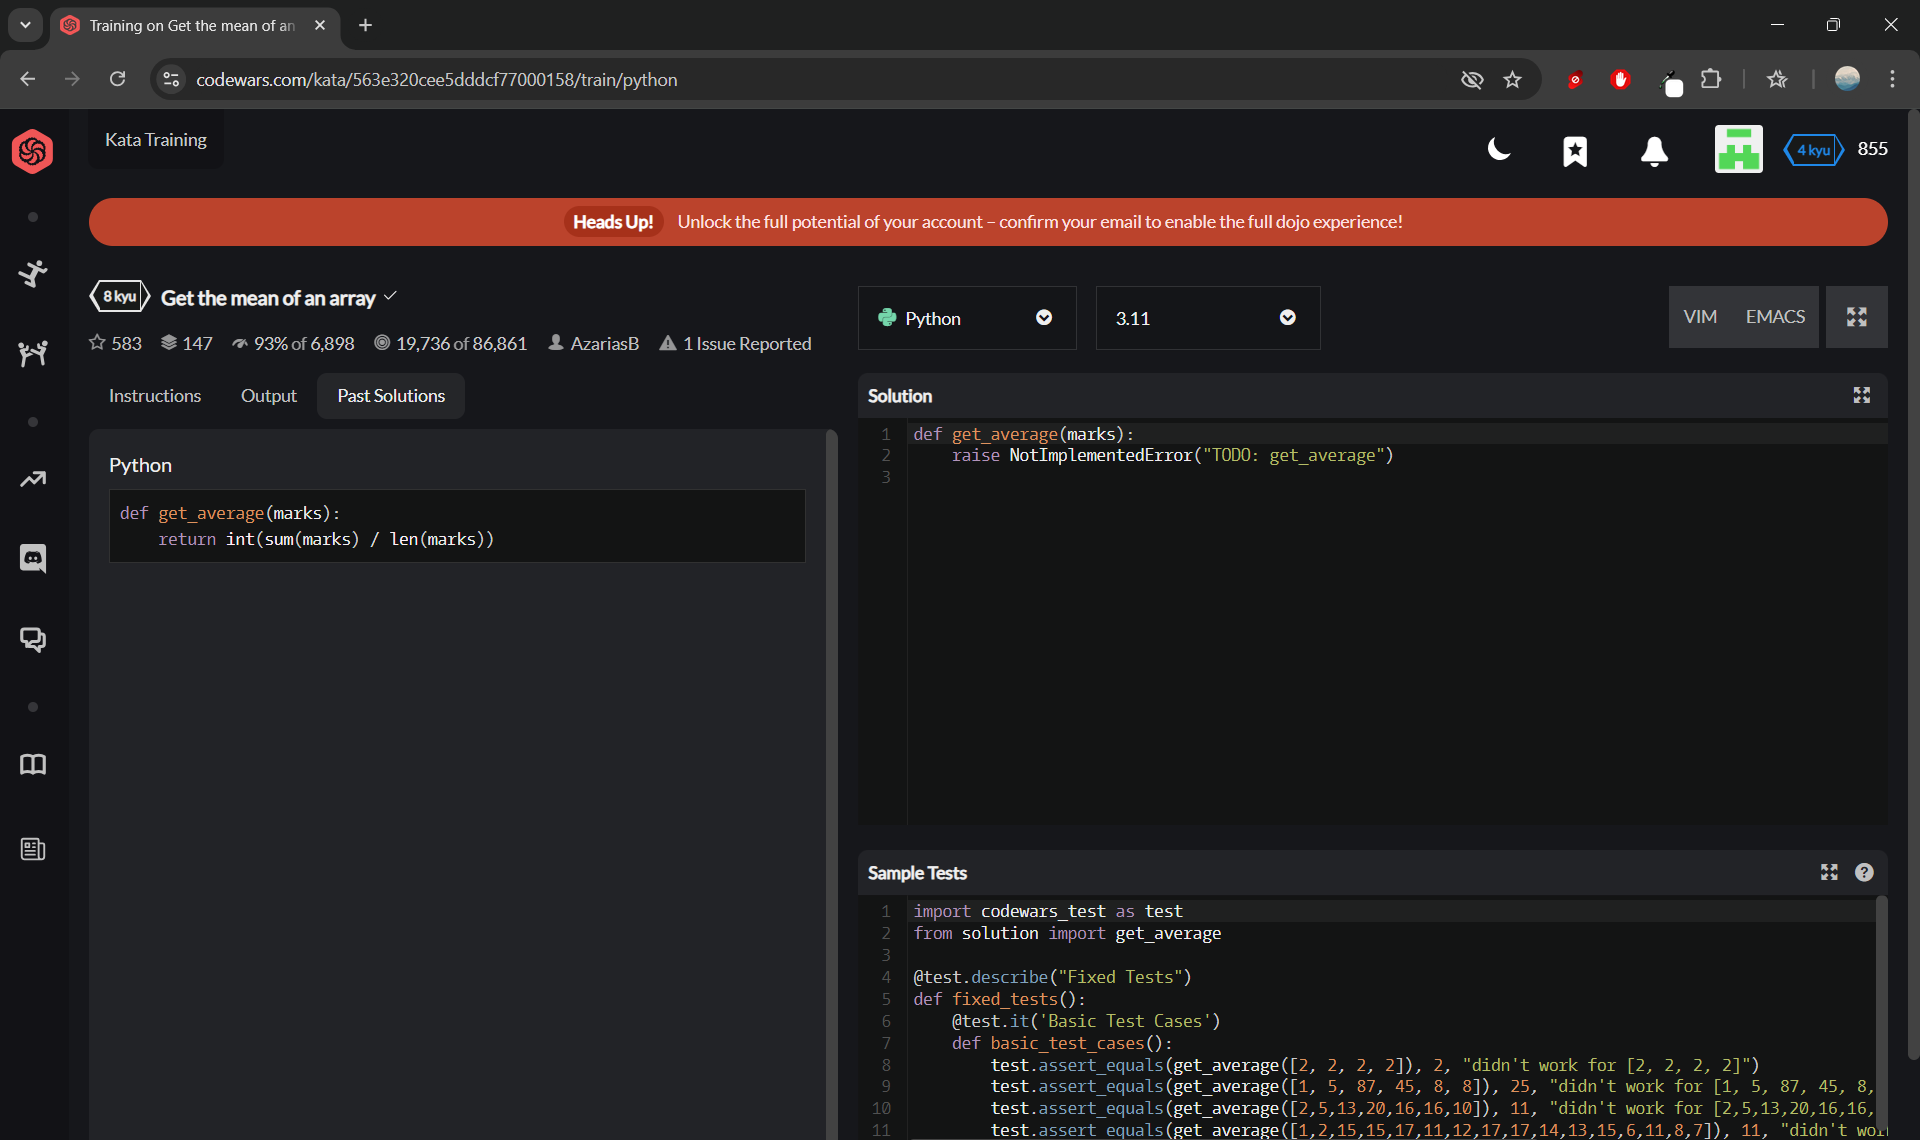 Training on Get the mean of an
codewars.com/kata/563e320cee5dddcf77000158/train/python
Kata Training
4 kyu 855
Heads Up! Unlock the full potential of your account – confirm your email to enable the full dojo experience!
8 kyu Get the mean of an array
583 147 93% of 6,898 19,736 of 86,861 AzariasB 1 Issue Reported
Python 3.11 VIM EMACS
Instructions Output Past Solutions
Python
def get_average(marks):
    return int(sum(marks) / len(marks))
Solution
1 def get_average(marks):
2     raise NotImplementedError("TODO: get_average")
3
Sample Tests
1 import codewars_test as test
2 from solution import get_average
3
4 @test.describe("Fixed Tests")
5 def fixed_tests():
6     @test.it('Basic Test Cases')
7     def basic_test_cases():
8         test.assert_equals(get_average([2, 2, 2, 2]), 2, "didn't work for [2, 2, 2, 2]")
9         test.assert_equals(get_average([1, 5, 87, 45, 8, 8]), 25, "didn't work for [1, 5, 87, 45, 8,
10         test.assert_equals(get_average([2,5,13,20,16,16,10]), 11, "didn't work for [2,5,13,20,16,16,
11         test.assert_equals(get_average([1,2,15,15,17,11,12,17,17,14,13,15,6,11,8,7]), 11, "didn't wor